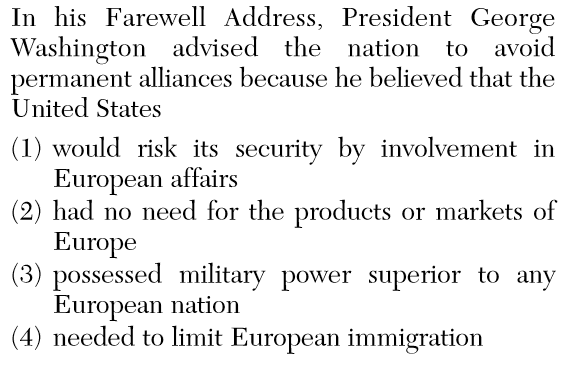 In his Farewell Address, President George
Washington advised the nation to avoid
permanent alliances because he believed that the
United States
(1) would risk its security by involvement in
European affairs
(2) had no need for the products or markets of
Europe
(3) possessed military power superior to any
European nation
(4) needed to limit European immigration